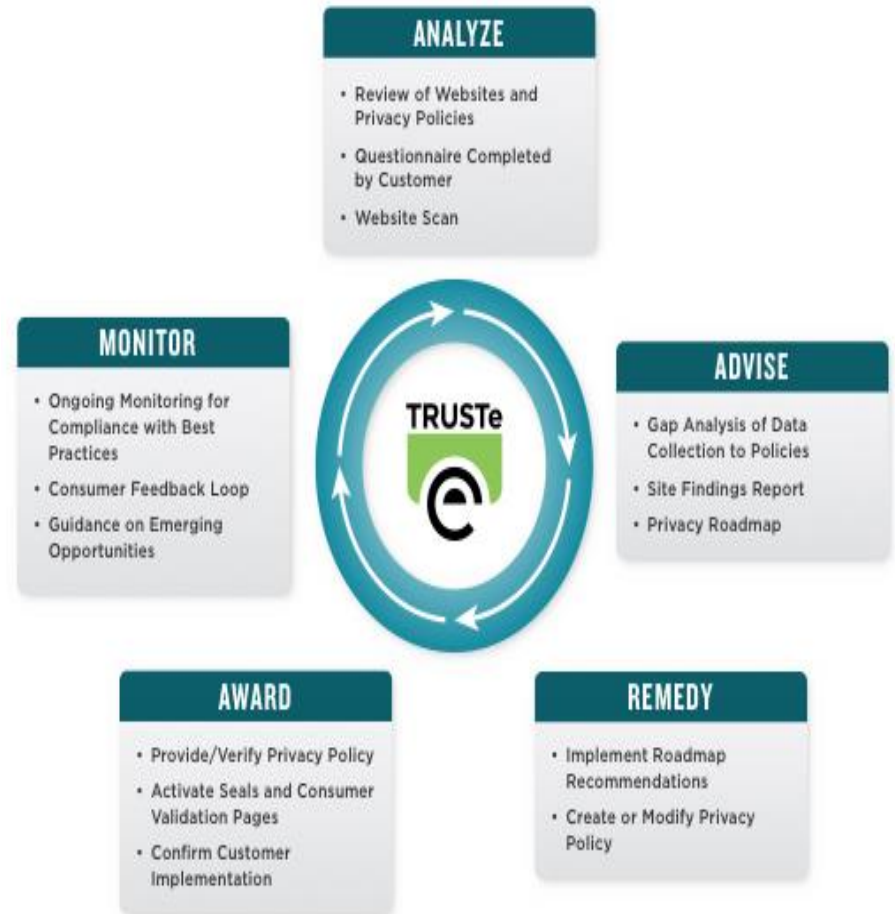 ANALYZE
• Review of Websites and
Privacy Policies
• Questionnaire Completed
by Customer
• Website Scan
MONITOR
• Ongoing Monitoring for
Compliance with Best
Practices
• Consumer Feedback Loop
• Guidance on Emerging
Opportunities
TRUSTe
e
ADVISE
• Gap Analysis of Data
Collection to Policies
• Site Findings Report
• Privacy Roadmap
AWARD
• Provide/Verify Privacy Policy
• Activate Seals and Consumer
Validation Pages
• Confirm Customer
Implementation
REMEDY
• Implement Roadmap
Recommendations
• Create or Modify Privacy
Policy